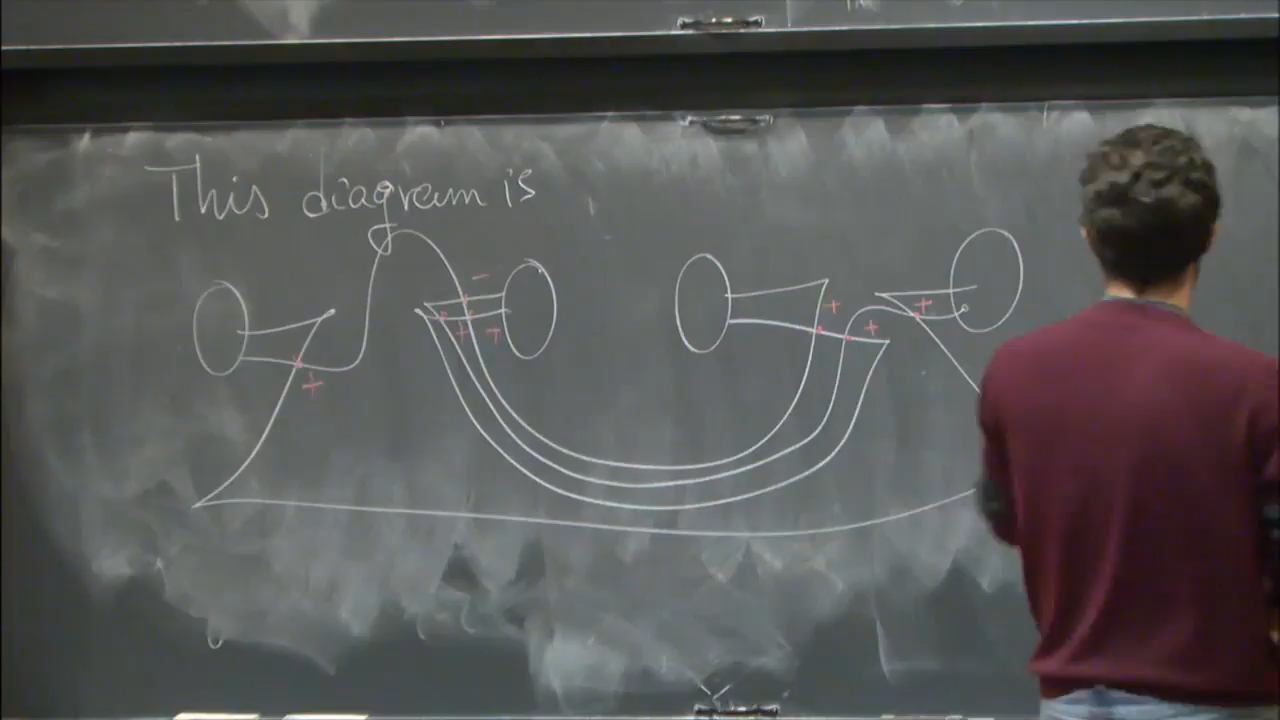 This diagram is
-
+ + + + + +
+